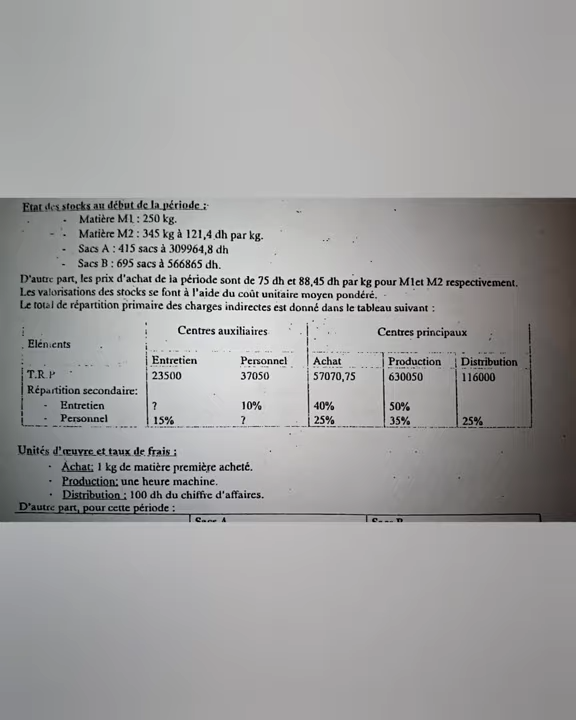 Etat des stocks au début de la période :
- Matière M1 : 250 kg.
- Matière M2 : 345 kg à 121,4 dh par kg.
- Sacs A : 415 sacs à 309964,8 dh
- Sacs B : 695 sacs à 566865 dh.
D'autre part, les prix d'achat de la période sont de 75 dh et 88,45 dh par kg pour M1et M2 respectivement.
Les valorisations des stocks se font à l'aide du coût unitaire moyen pondéré.
Le total de répartition primaire des charges indirectes est donné dans le tableau suivant :
Centres auxiliaires Centres principaux
Eléments
Entretien Personnel Achat Production Distribution
T.R.P 23500 37050 57070,75 630050 116000
Répartition secondaire:
- Entretien ? 10% 40% 50%
- Personnel 15% ? 25% 35% 25%
Unités d'œuvre et taux de frais :
· Achat: 1 kg de matière première acheté.
· Production: une heure machine.
· Distribution : 100 dh du chiffre d'affaires.
D'autre part, pour cette période :
Sacs A Sacs B